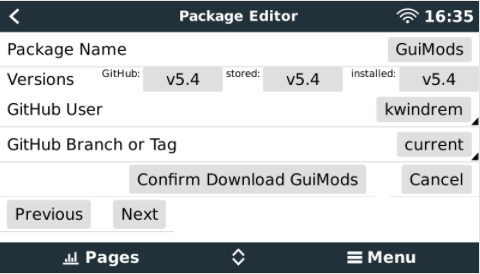 Package Editor 16:35
Package Name GuiMods
Versions GitHub: v5.4 stored: v5.4 installed: v5.4
GitHub User kwindrem
GitHub Branch or Tag current
Confirm Download GuiMods Cancel
Previous Next
Pages Menu